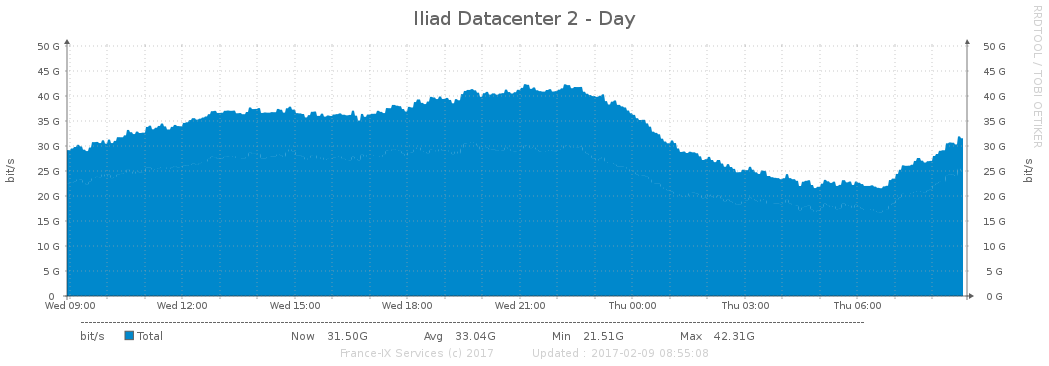 Iliad Datacenter 2 - Day
RRDTOOL / TOBI OETIKER
50 G 50 G
45 G 45 G
40 G 40 G
35 G 35 G
30 G 30 G
25 G 25 G
20 G 20 G
15 G 15 G
10 G 10 G
5 G 5 G
0 0 G
bit/s bit/s
Wed 09:00 Wed 12:00 Wed 15:00 Wed 18:00 Wed 21:00 Thu 00:00 Thu 03:00 Thu 06:00
bit/s Total Now 31.50G Avg 33.04G Min 21.51G Max 42.31G
France-IX Services (c) 2017 Updated : 2017-02-09 08:55:08